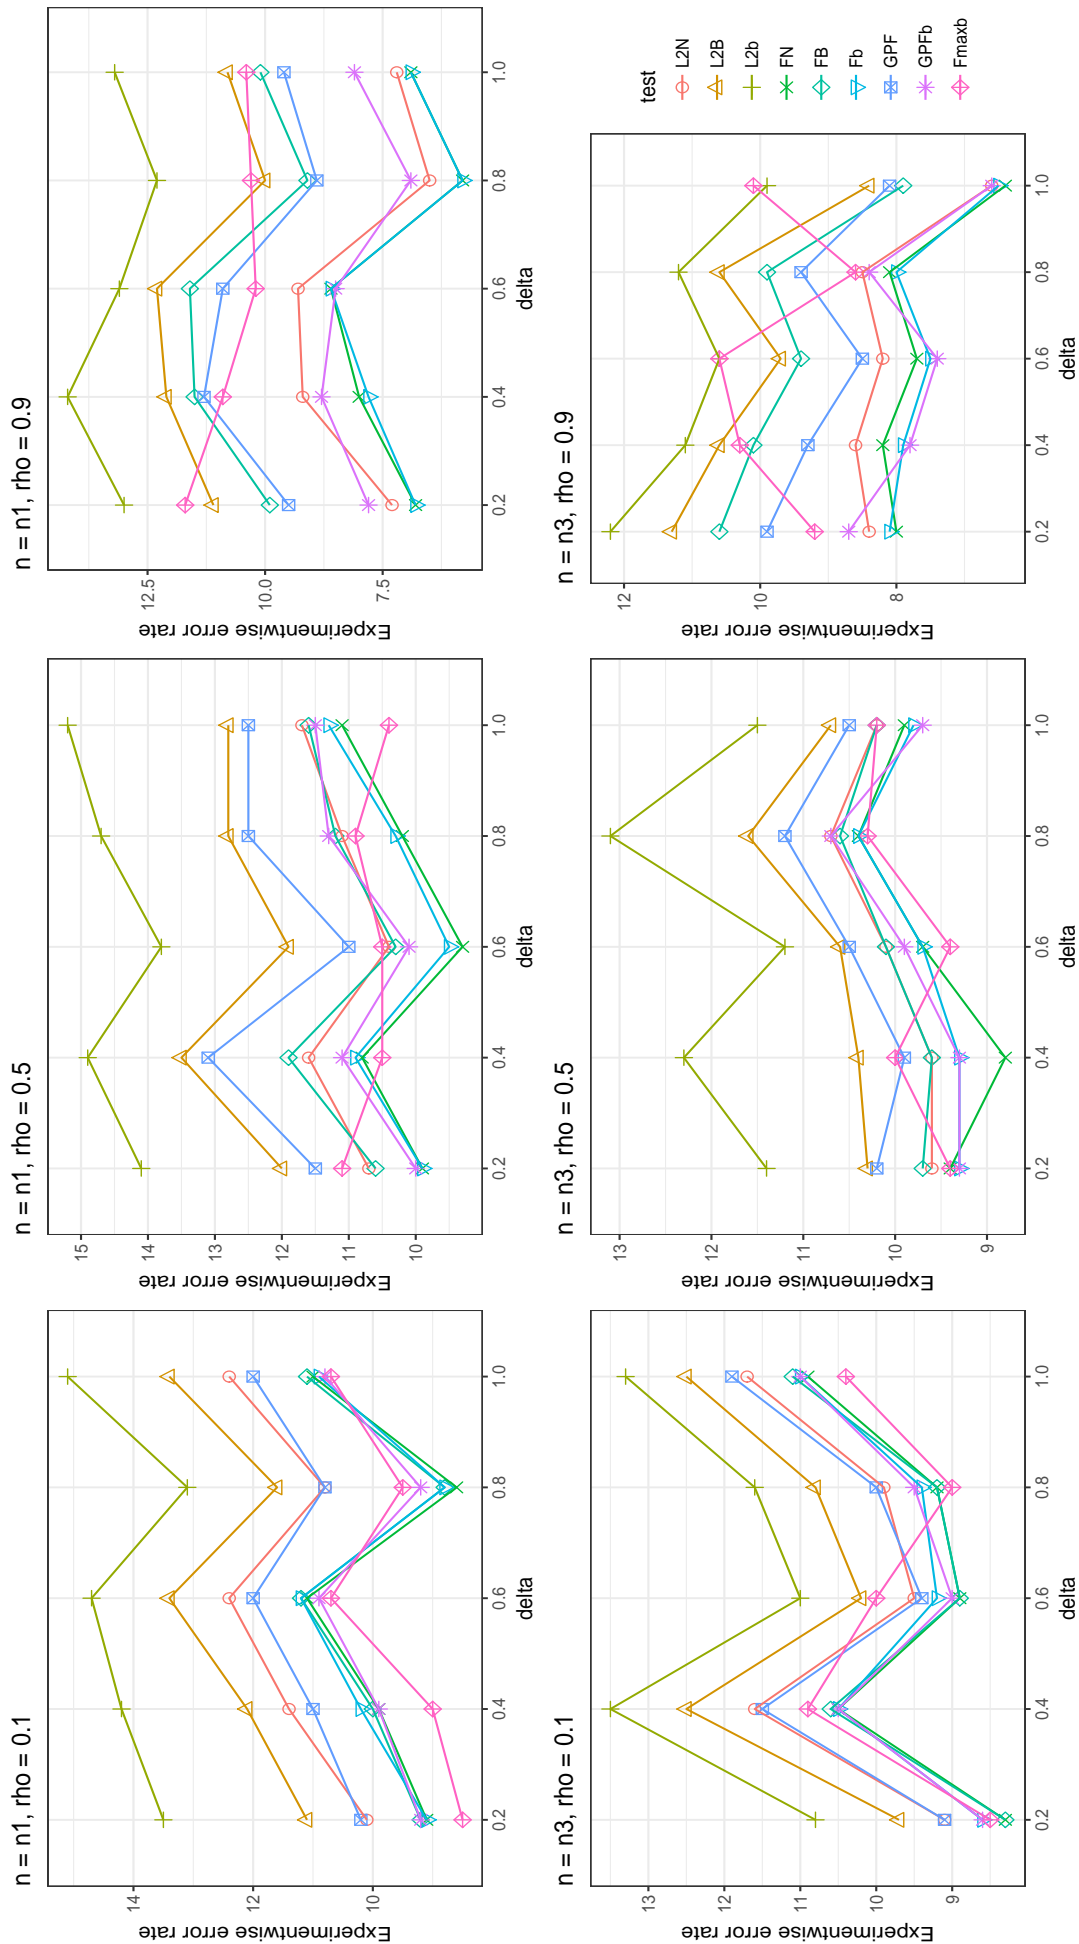 n = n1, rho = 0.1
Experimentwise error rate
14
12
10
0.2
0.4
0.6
0.8
1.0
delta
n = n1, rho = 0.5
Experimentwise error rate
15
14
13
12
11
10
0.2
0.4
0.6
0.8
1.0
delta
n = n1, rho = 0.9
Experimentwise error rate
12.5
10.0
7.5
0.2
0.4
0.6
0.8
1.0
delta
n = n3, rho = 0.1
Experimentwise error rate
13
12
11
10
9
0.2
0.4
0.6
0.8
1.0
delta
n = n3, rho = 0.5
Experimentwise error rate
13
12
11
10
9
0.2
0.4
0.6
0.8
1.0
delta
n = n3, rho = 0.9
Experimentwise error rate
12
10
8
0.2
0.4
0.6
0.8
1.0
delta
test
L2N
L2B
L2b
FN
FB
Fb
GPF
GPFb
Fmaxb